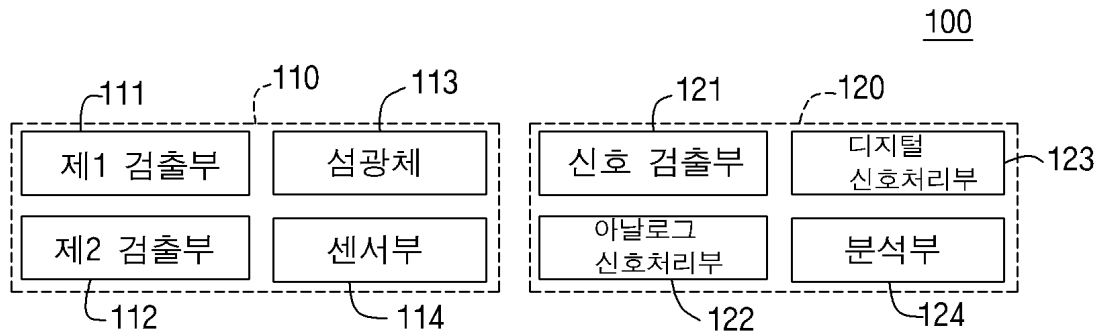 100
111
110
113
121
120
제1 검출부
섬광체
신호 검출부
디지털
신호처리부
123
제2 검출부
센서부
아날로그
신호처리부
분석부
112
114
122
124